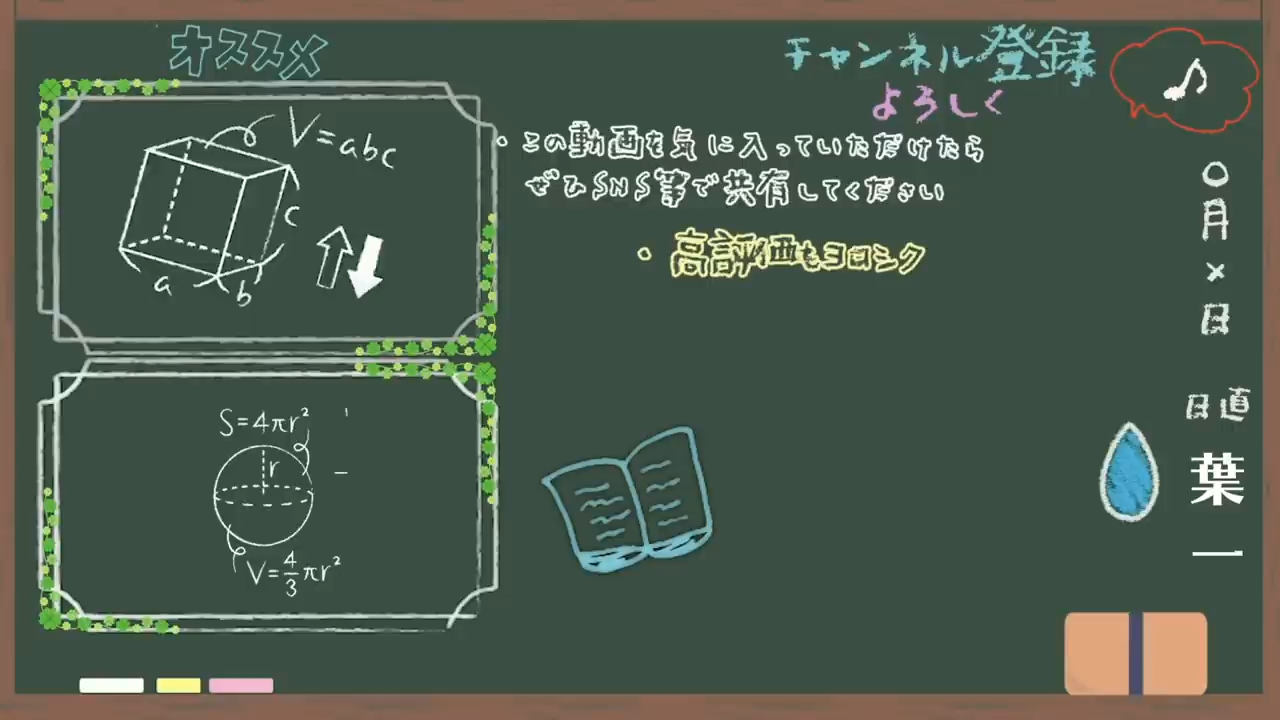 オススメ
V=abc
c
a
b
S=4πr²
r
V=4/3πr²
チャンネル登録
よろしく
・この動画を気に入っていただけたら
ぜひSNS等で共有してください
・高評価もヨロシク
♪
〇月×日
日直
葉一